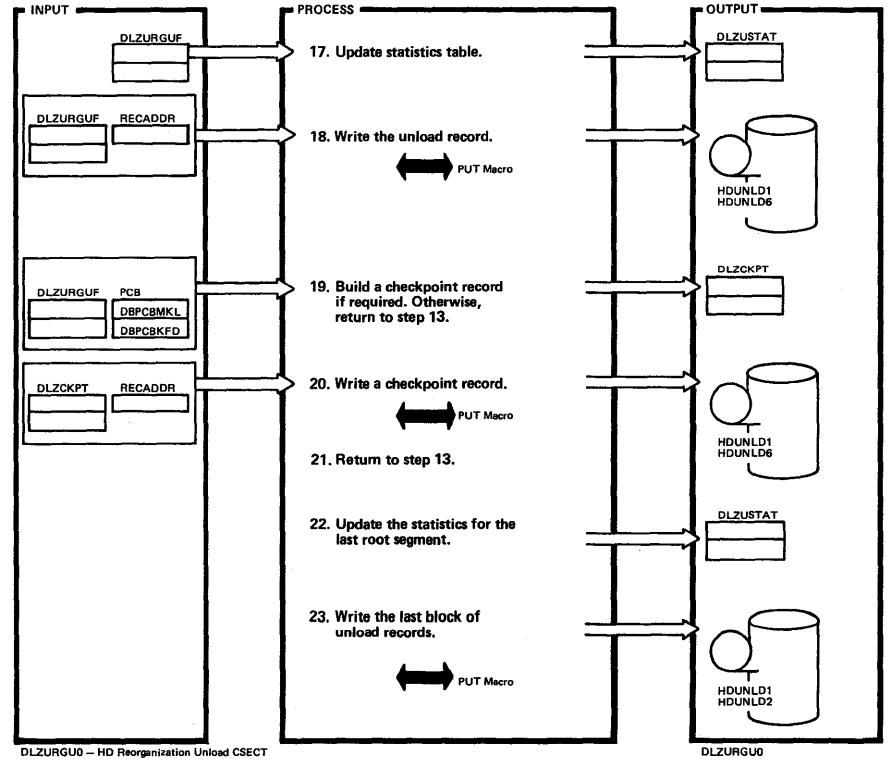 INPUT
PROCESS
OUTPUT
DLZURGUF
17. Update statistics table.
DLZUSTAT
DLZURGUF
RECADDR
18. Write the unload record.
PUT Macro
HDUNLD1
HDUNLD6
DLZURGUF
PCB
DBPCBMKL
DBPCBKFD
19. Build a checkpoint record
if required. Otherwise,
return to step 13.
DLZCKPT
DLZCKPT
RECADDR
20. Write a checkpoint record.
PUT Macro
HDUNLD1
HDUNLD6
21. Return to step 13.
22. Update the statistics for the
last root segment.
DLZUSTAT
23. Write the last block of
unload records.
PUT Macro
HDUNLD1
HDUNLD2
DLZURGU0 – HD Reorganization Unload CSECT
DLZURGU0